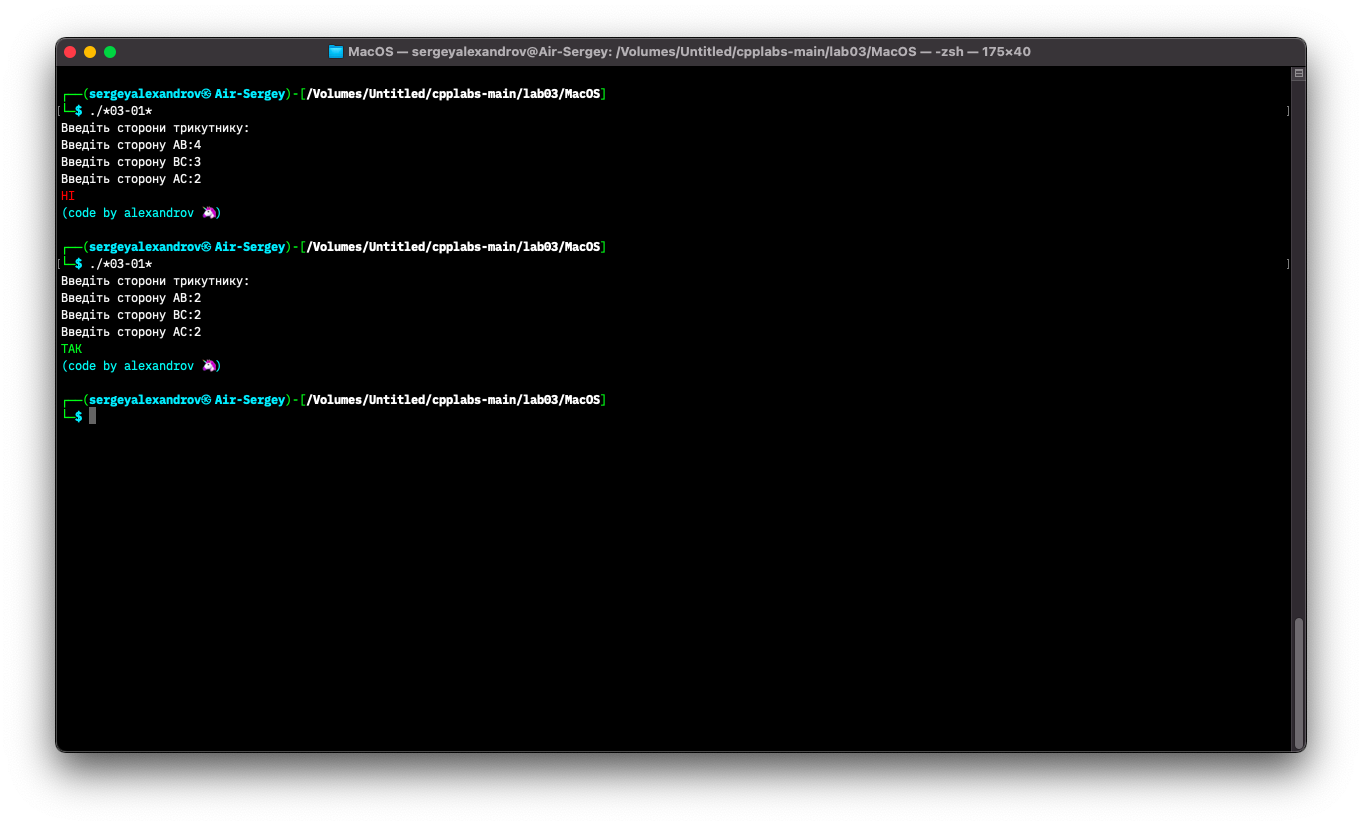 MacOS — sergeyalexandrov@Air-Sergey: /Volumes/Untitled/cpplabs-main/lab03/MacOS — -zsh — 175×40
┌──(sergeyalexandrov㉿Air-Sergey)-[/Volumes/Untitled/cpplabs-main/lab03/MacOS]
[└─$ ./*03-01* ]
Введіть сторони трикутнику:
Введіть сторону AB:4
Введіть сторону BC:3
Введіть сторону AC:2
НІ
(code by alexandrov 🦄)
┌──(sergeyalexandrov㉿Air-Sergey)-[/Volumes/Untitled/cpplabs-main/lab03/MacOS]
[└─$ ./*03-01* ]
Введіть сторони трикутнику:
Введіть сторону AB:2
Введіть сторону BC:2
Введіть сторону AC:2
ТАК
(code by alexandrov 🦄)
┌──(sergeyalexandrov㉿Air-Sergey)-[/Volumes/Untitled/cpplabs-main/lab03/MacOS]
└─$